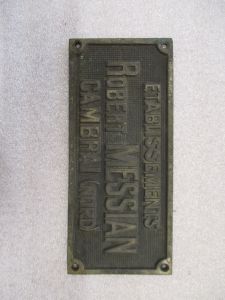 ETABLISSEMENTS
ROBERT MESSIAN
CAMBRAI (NORD)